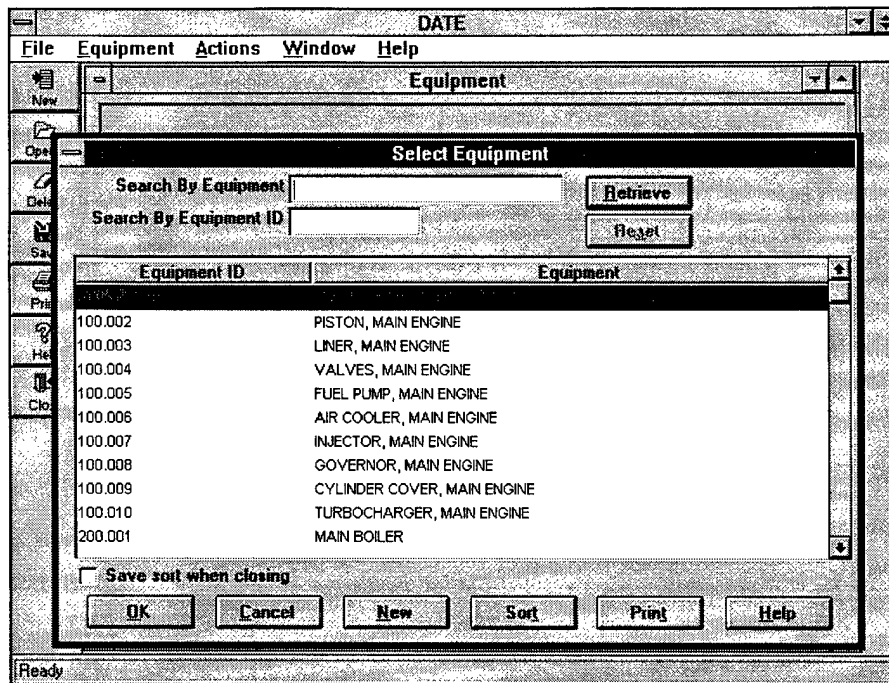 DATE
File Equipment Actions Window Help
New
Equipment
Select Equipment
Search By Equipment
Retrieve
Search By Equipment ID
Reset
Equipment ID Equipment
100.002 PISTON, MAIN ENGINE
100.003 LINER, MAIN ENGINE
100.004 VALVES, MAIN ENGINE
100.005 FUEL PUMP, MAIN ENGINE
100.006 AIR COOLER, MAIN ENGINE
100.007 INJECTOR, MAIN ENGINE
100.008 GOVERNOR, MAIN ENGINE
100.009 CYLINDER COVER, MAIN ENGINE
100.010 TURBOCHARGER, MAIN ENGINE
200.001 MAIN BOILER
Save sort when closing
OK Cancel New Sort Print Help
Ready